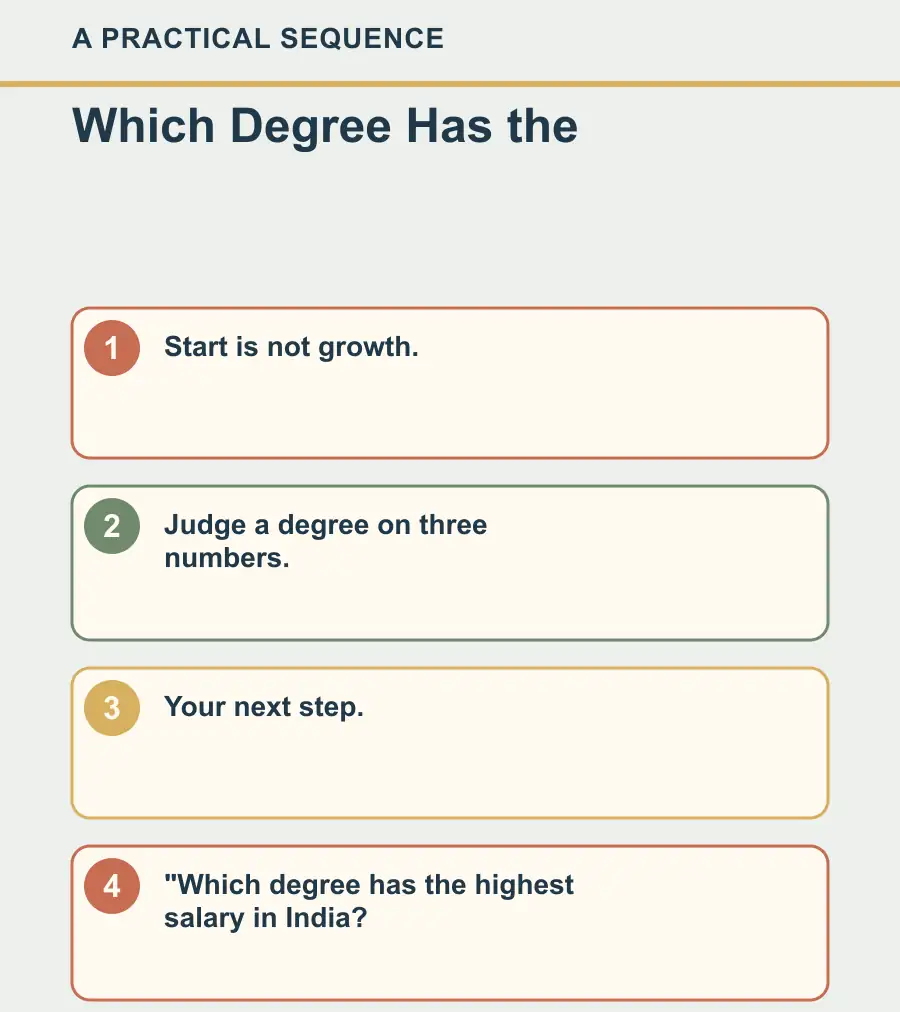 A PRACTICAL SEQUENCE
Which Degree Has the
1
Start is not growth.
2
Judge a degree on three
numbers.
3
Your next step.
4
"Which degree has the highest
salary in India?